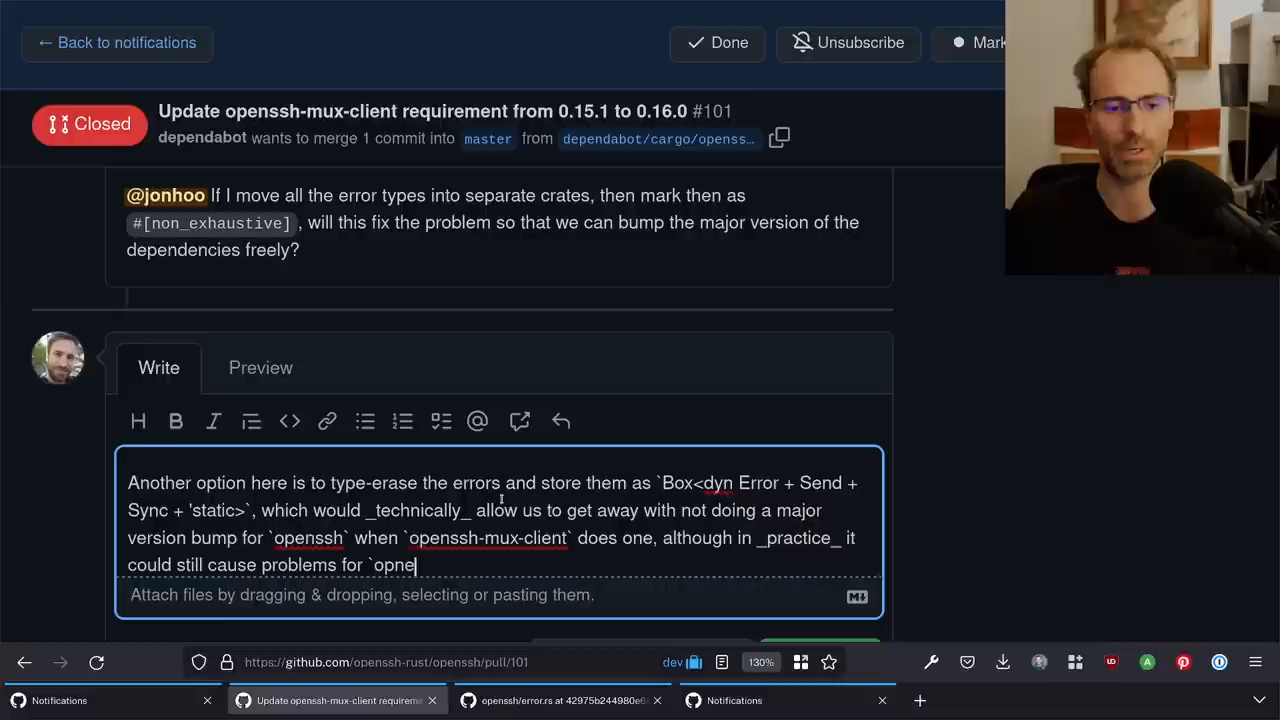 ← Back to notifications
Done
Unsubscribe
Mark
Closed
Update openssh-mux-client requirement from 0.15.1 to 0.16.0 #101
dependabot wants to merge 1 commit into master from dependabot/cargo/openss…
@jonhoo If I move all the error types into separate crates, then mark then as
#[non_exhaustive] , will this fix the problem so that we can bump the major version of the
dependencies freely?
Write
Preview
Another option here is to type-erase the errors and store them as `Box<dyn Error + Send +
Sync + 'static>`, which would _technically_ allow us to get away with not doing a major
version bump for `openssh` when `openssh-mux-client` does one, although in _practice_ it
could still cause problems for `opne
Attach files by dragging & dropping, selecting or pasting them.
https://github.com/openssh-rust/openssh/pull/101
dev
130%
Notifications
Update openssh-mux-client requireme
openssh/error.rs at 42975b244980e6
Notifications